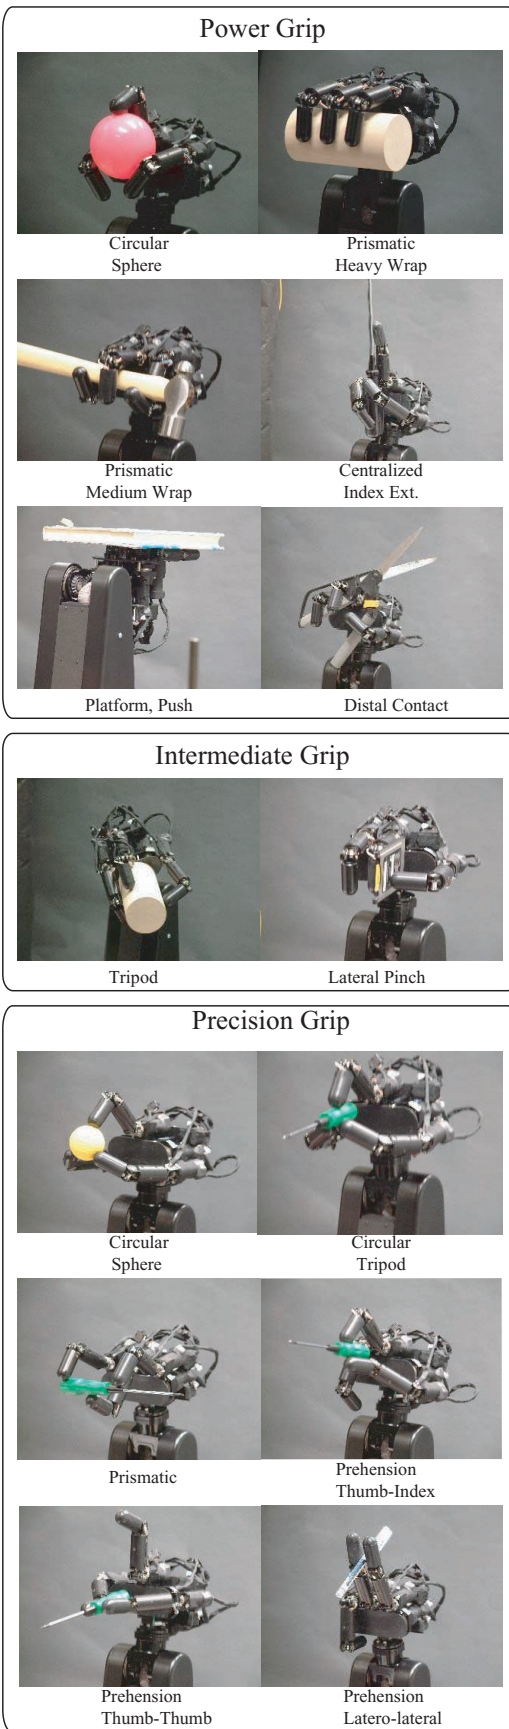 Power Grip
Circular
Sphere
Prismatic
Heavy Wrap
Prismatic
Medium Wrap
Centralized
Index Ext.
Platform, Push
Distal Contact
Intermediate Grip
Tripod
Lateral Pinch
Precision Grip
Circular
Sphere
Circular
Tripod
Prismatic
Prehension
Thumb-Index
Prehension
Thumb-Thumb
Prehension
Latero-lateral